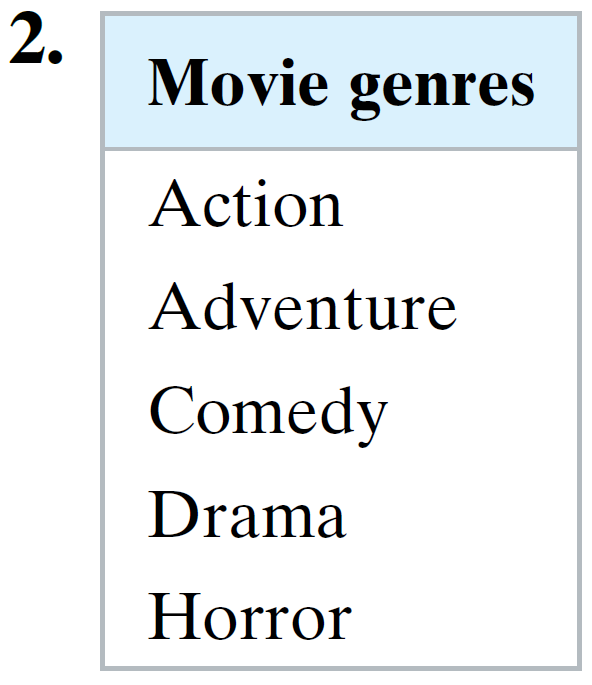 2.
Movie genres
Action
Adventure
Comedy
Drama
Horror